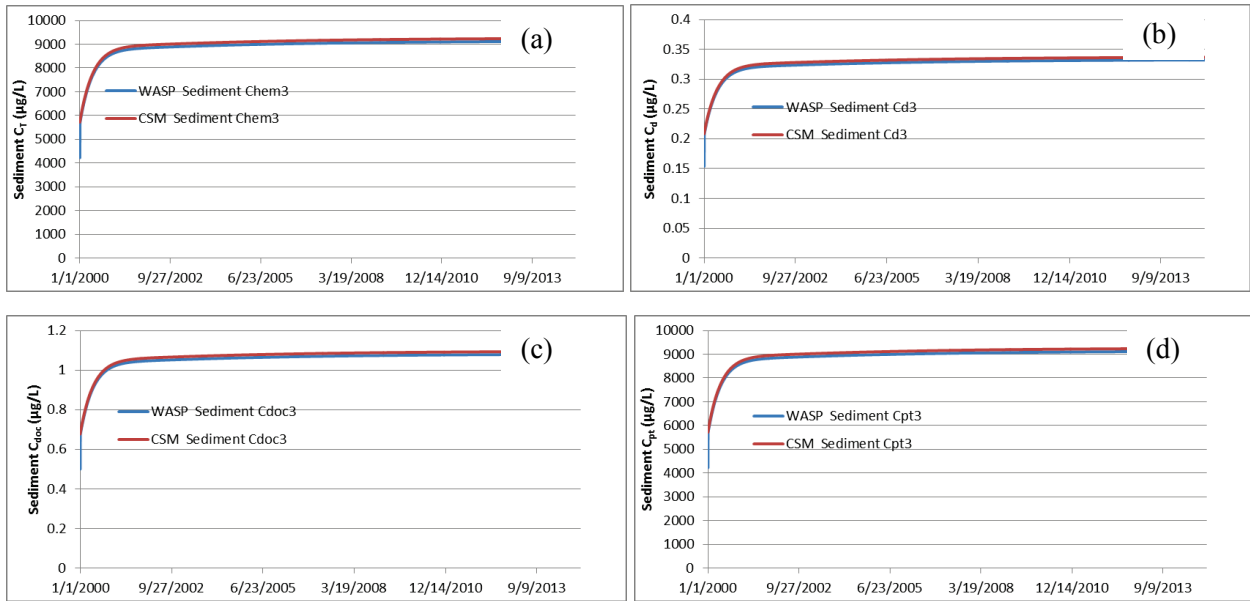 (a)
Sediment C_T (µg/L)
10000
9000
8000
7000
6000
5000
4000
3000
2000
1000
0
WASP Sediment Chem3
CSM Sediment Chem3
1/1/2000 9/27/2002 6/23/2005 3/19/2008 12/14/2010 9/9/2013
(b)
Sediment C_d (µg/L)
0.4
0.35
0.3
0.25
0.2
0.15
0.1
0.05
0
WASP Sediment Cd3
CSM Sediment Cd3
1/1/2000 9/27/2002 6/23/2005 3/19/2008 12/14/2010 9/9/2013
(c)
Sediment C_doc (µg/L)
1.2
1
0.8
0.6
0.4
0.2
0
WASP Sediment Cdoc3
CSM Sediment Cdoc3
1/1/2000 9/27/2002 6/23/2005 3/19/2008 12/14/2010 9/9/2013
(d)
Sediment C_pt (µg/L)
10000
9000
8000
7000
6000
5000
4000
3000
2000
1000
0
WASP Sediment Cpt3
CSM Sediment Cpt3
1/1/2000 9/27/2002 6/23/2005 3/19/2008 12/14/2010 9/9/2013